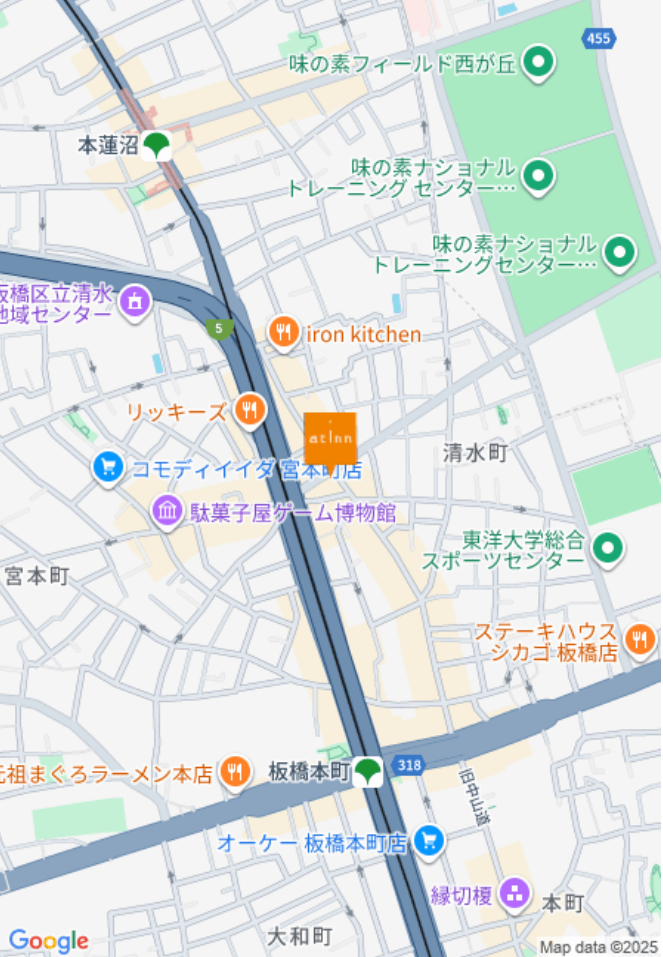 455
味の素フィールド西が丘
本蓮沼
味の素ナショナル
トレーニング センター…
味の素ナショナル
トレーニングセンター…
板橋区立清水
地域センター
5
iron kitchen
リッキーズ
at inn
清水町
コモディイイダ 宮本町店
駄菓子屋ゲーム博物館
東洋大学総合
スポーツセンター
宮本町
ステーキハウス
シカゴ 板橋店
元祖まぐろラーメン本店
板橋本町
318
旧中山道
オーケー 板橋本町店
縁切榎
本町
大和町
Google
Map data ©2025